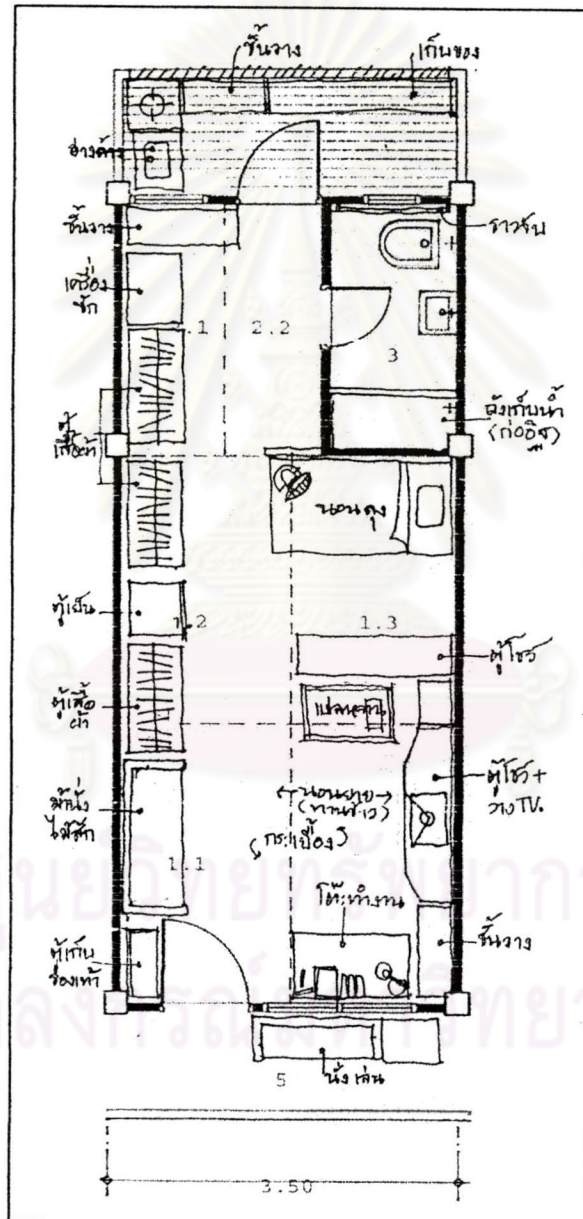 ชั้นวาง
เก็บของ
อ่างล้าง
ชั้นวาง
ราวจับ
เครื่อง
ซัก
.1
2.2
3
ตู้
เสื้อผ้า
ถังเก็บน้ำ
(ก่ออิฐ)
นอนลุง
ตู้เย็น
1.2
1.3
ตู้โชว์
ตู้เสื้อ
ผ้า
เปลหลาน
ตู้โชว์ +
วาง TV.
นอนยาย
(ทานข้าว)
(กระเบื้อง)
ม้านั่ง
ไม้สัก
1.1
โต๊ะทำงาน
ชั้นวาง
ตู้เก็บ
รองเท้า
5
นั่งเล่น
3.50